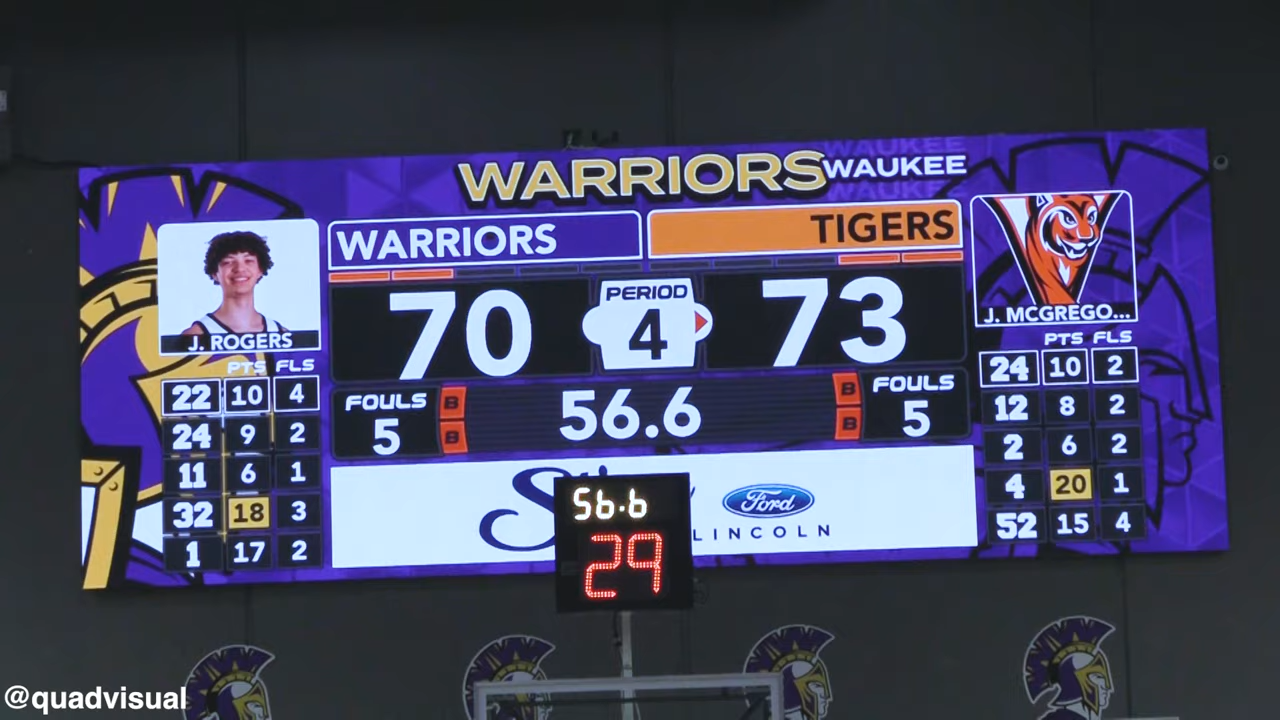 WAUKEE
WARRIORS WAUKEE
WARRIORS TIGERS
J. ROGERS
J. MCGREGO...
70 PERIOD 4 73
PTS FLS
22 10 4
24 9 2
11 6 1
32 18 3
1 17 2
FOULS 5 B B
56.6
B B FOULS 5
PTS FLS
24 10 2
12 8 2
2 6 2
4 20 1
52 15 4
Ford
LINCOLN
56.6
29
@quadvisual